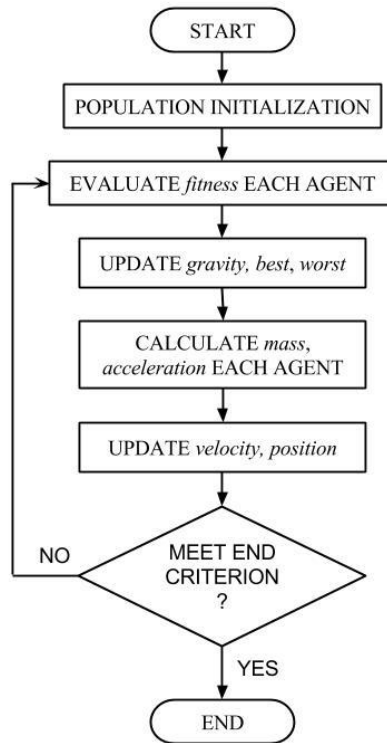 START
POPULATION INITIALIZATION
EVALUATE fitness EACH AGENT
UPDATE gravity, best, worst
CALCULATE mass,
acceleration EACH AGENT
UPDATE velocity, position
NO
MEET END
CRITERION
?
YES
END